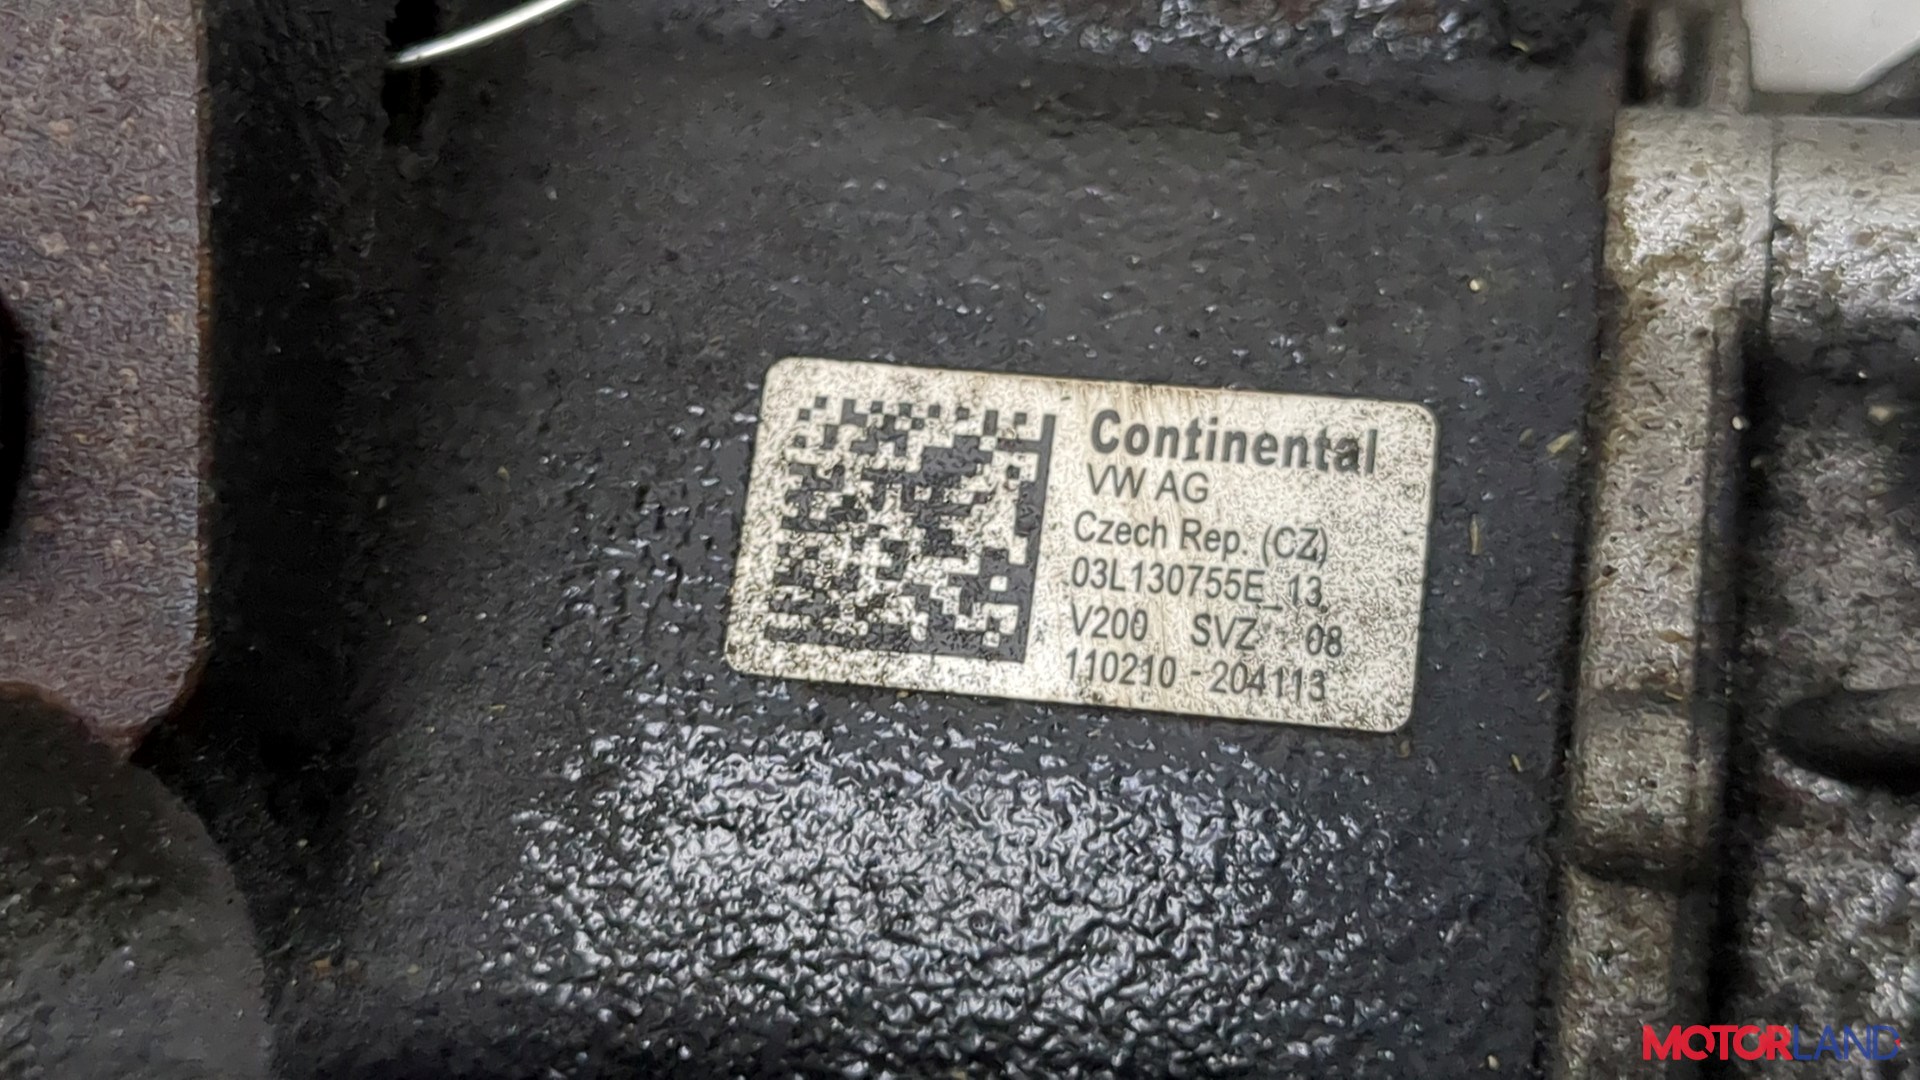 Continental
VW AG
Czech Rep. (CZ)
03L130755E_13
V200 SVZ 08
110210 - 204113
MOTORLAND